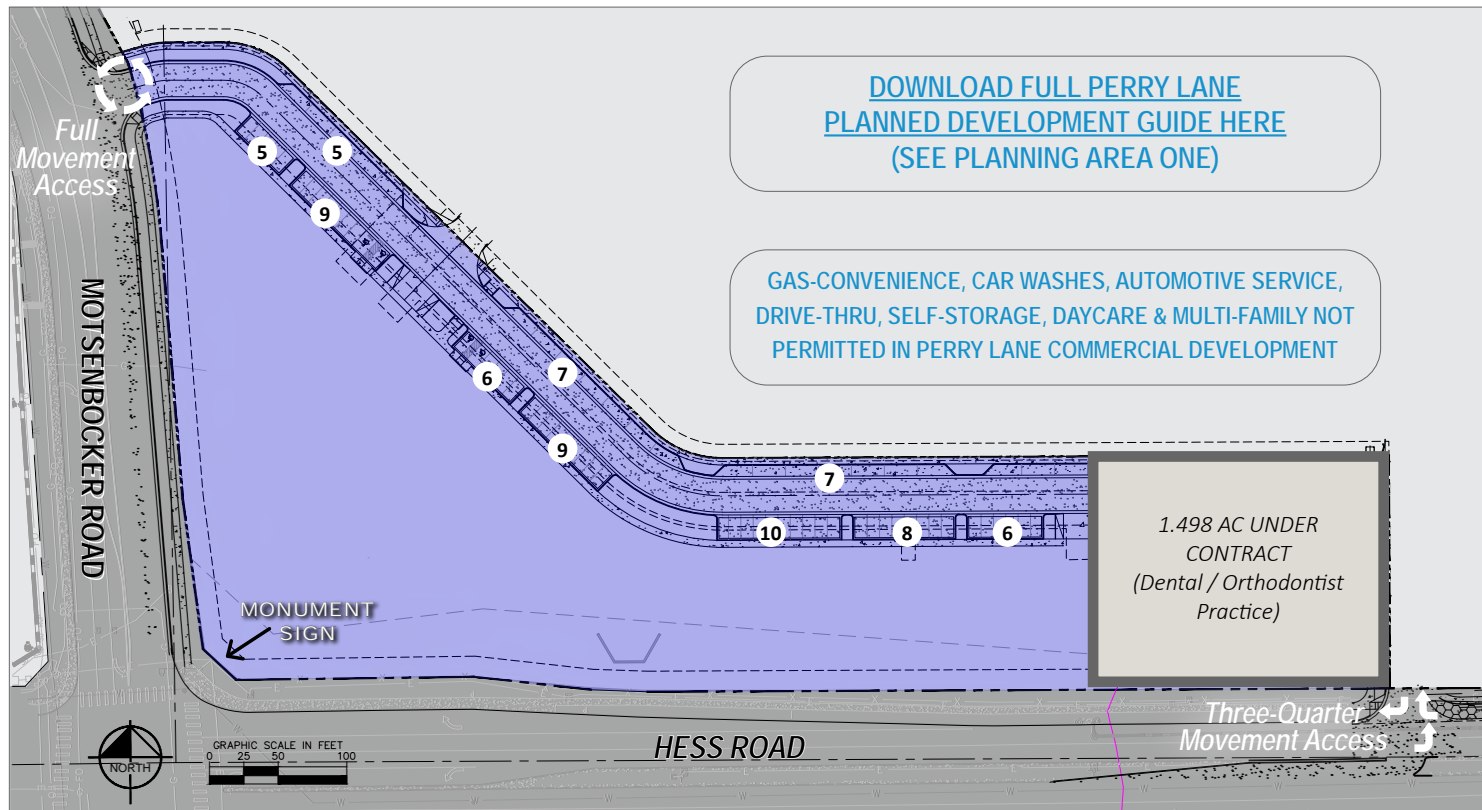 DOWNLOAD FULL PERRY LANE
PLANNED DEVELOPMENT GUIDE HERE
(SEE PLANNING AREA ONE)
Full
Movement
Access
5
5
9
GAS-CONVENIENCE, CAR WASHES, AUTOMOTIVE SERVICE,
DRIVE-THRU, SELF-STORAGE, DAYCARE & MULTI-FAMILY NOT
PERMITTED IN PERRY LANE COMMERCIAL DEVELOPMENT
MOTSENBOCKER ROAD
6
7
9
7
10
8
6
1.498 AC UNDER
CONTRACT
(Dental / Orthodontist
Practice)
MONUMENT
SIGN
Three-Quarter
Movement Access
HESS ROAD
NORTH
GRAPHIC SCALE IN FEET
0 25 50 100